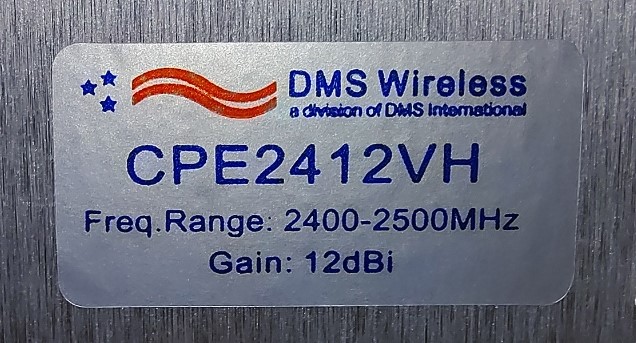 DMS Wireless
a division of DMS International
CPE2412VH
Freq.Range: 2400-2500MHz
Gain: 12dBi